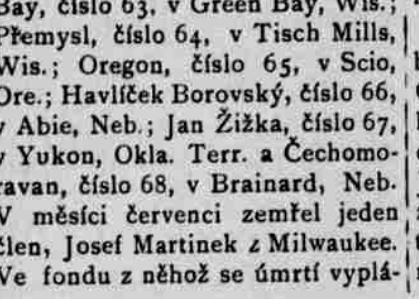 Bay, číslo 63, v Green Bay, Wis.;
Přemysl, číslo 64, v Tisch Mills,
Wis.; Oregon, číslo 65, v Scio,
Ore.; Havlíček Borovský, číslo 66,
v Abie, Neb.; Jan Žižka, číslo 67,
v Yukon, Okla. Terr. a Čechomo-
ravan, číslo 68, v Brainard, Neb.
V měsíci červenci zemřel jeden
člen, Josef Martinek z Milwaukee.
Ve fondu z něhož se úmrtí vyplá-